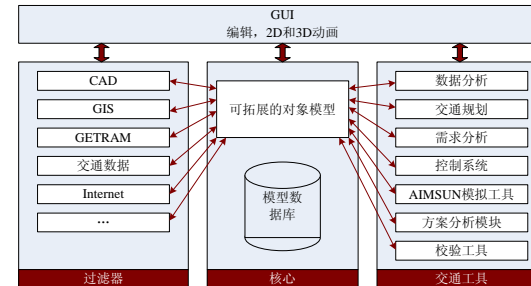 GUI
编辑，2D和3D动画
CAD
GIS
GETRAM
交通数据
Internet
…
过滤器
可拓展的对象模型
模型数
据库
核心
数据分析
交通规划
需求分析
控制系统
AIMSUN模拟工具
方案分析模块
校验工具
交通工具